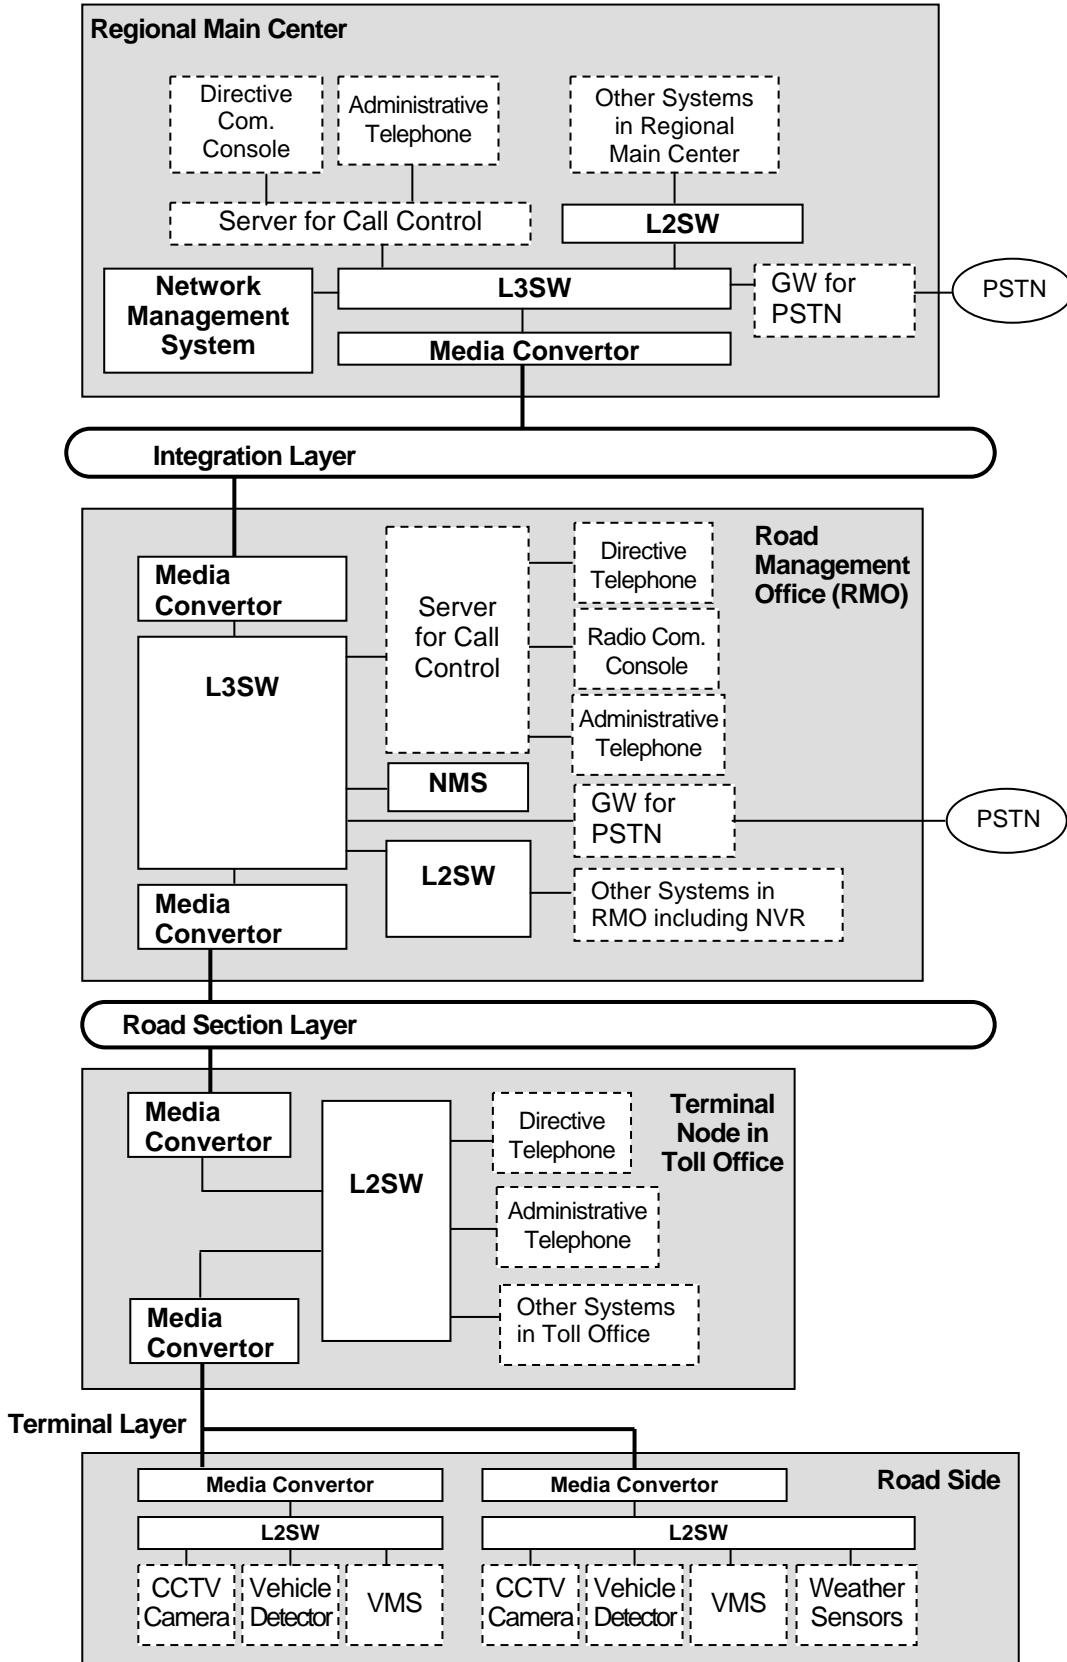 Regional Main Center
Directive
Com.
Console
Administrative
Telephone
Other Systems
in Regional
Main Center
Server for Call Control
L2SW
Network
Management
System
L3SW
GW for
PSTN
PSTN
Media Convertor
Integration Layer
Road
Management
Office (RMO)
Media
Convertor
Server
for Call
Control
Directive
Telephone
Radio Com.
Console
L3SW
Administrative
Telephone
NMS
GW for
PSTN
PSTN
L2SW
Other Systems in
RMO including NVR
Media
Convertor
Road Section Layer
Media
Convertor
L2SW
Directive
Telephone
Terminal
Node in
Toll Office
Administrative
Telephone
Media
Convertor
Other Systems
in Toll Office
Terminal Layer
Media Convertor
Media Convertor
Road Side
L2SW
L2SW
CCTV
Camera
Vehicle
Detector
VMS
CCTV
Camera
Vehicle
Detector
VMS
Weather
Sensors